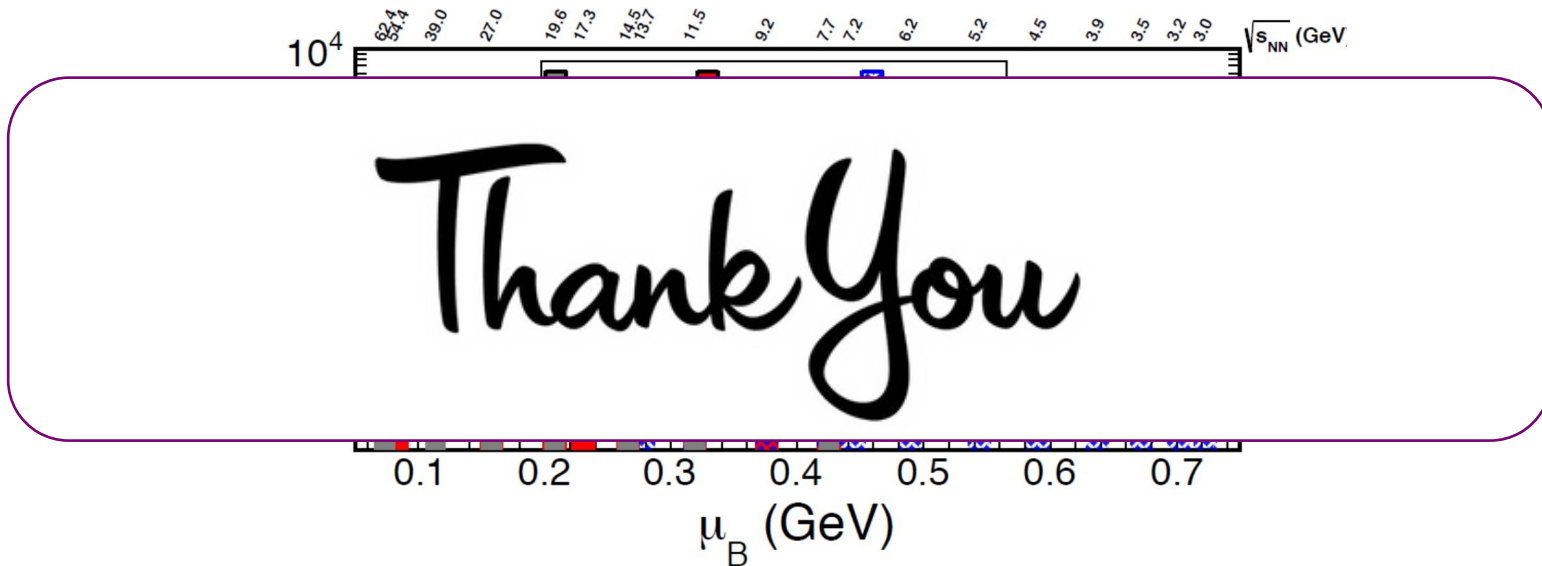 62.4 54.4 39.0 27.0 19.6 17.3 14.5 13.7 11.5 9.2 7.7 7.2 6.2 5.2 4.5 3.9 3.5 3.2 3.0 √sNN (GeV)
10⁴
Thank You
0.1 0.2 0.3 0.4 0.5 0.6 0.7
μB (GeV)